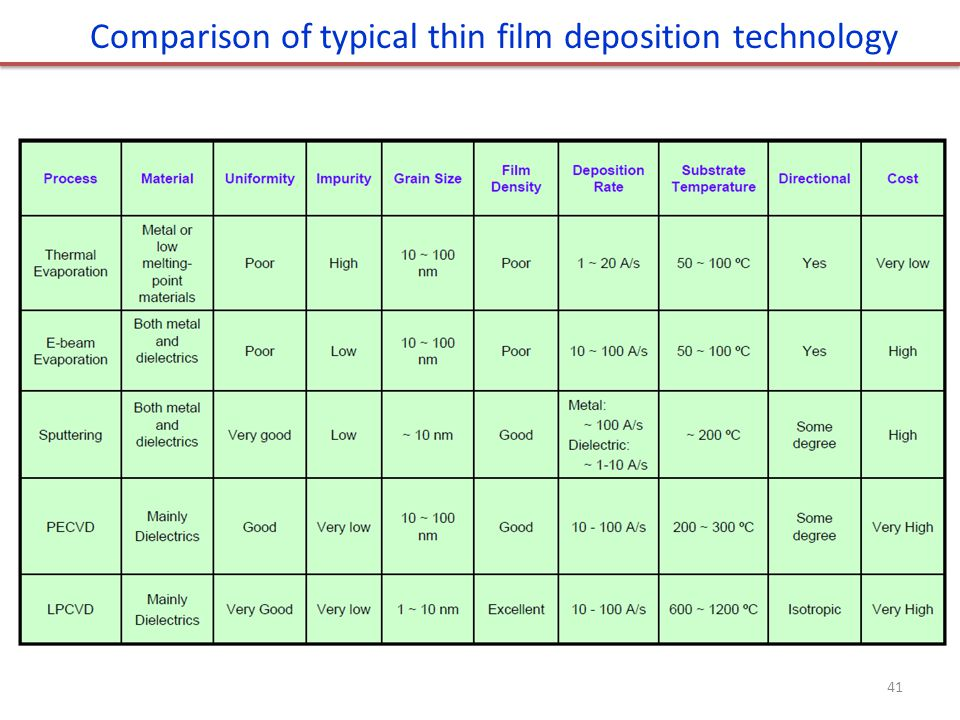 Comparison of typical thin film deposition technology
Process
Material
Uniformity
Impurity
Grain Size
Film
Density
Deposition
Rate
Substrate
Temperature
Directional
Cost
Thermal
Evaporation
Metal or
low
melting-
point
materials
Poor
High
10 ~ 100
nm
Poor
1 ~ 20 A/s
50 ~ 100 ºC
Yes
Very low
E-beam
Evaporation
Both metal
and
dielectrics
Poor
Low
10 ~ 100
nm
Poor
10 ~ 100 A/s
50 ~ 100 ºC
Yes
High
Sputtering
Both metal
and
dielectrics
Very good
Low
~ 10 nm
Good
Metal:
~ 100 A/s
Dielectric:
~ 1-10 A/s
~ 200 ºC
Some
degree
High
PECVD
Mainly
Dielectrics
Good
Very low
10 ~ 100
nm
Good
10 - 100 A/s
200 ~ 300 ºC
Some
degree
Very High
LPCVD
Mainly
Dielectrics
Very Good
Very low
1 ~ 10 nm
Excellent
10 - 100 A/s
600 ~ 1200 ºC
Isotropic
Very High
41